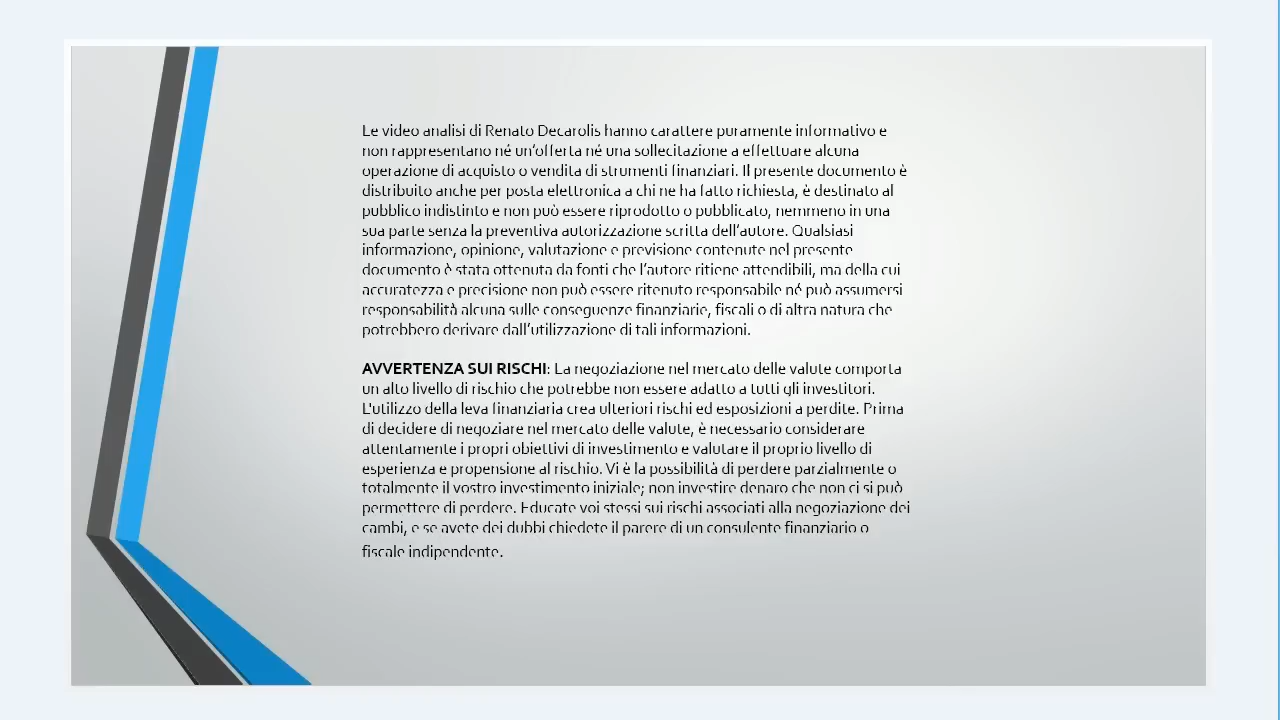 Le video analisi di Renato Decarolis hanno carattere puramente informativo e
non rappresentano né un'offerta né una sollecitazione a effettuare alcuna
operazione di acquisto o vendita di strumenti finanziari. Il presente documento è
distribuito anche per posta elettronica a chi ne ha fatto richiesta, è destinato al
pubblico indistinto e non può essere riprodotto o pubblicato, nemmeno in una
sua parte senza la preventiva autorizzazione scritta dell'autore. Qualsiasi
informazione, opinione, valutazione e previsione contenute nel presente
documento è stata ottenuta da fonti che l'autore ritiene attendibili, ma della cui
accuratezza e precisione non può essere ritenuto responsabile né può assumersi
responsabilità alcuna sulle conseguenze finanziarie, fiscali o di altra natura che
potrebbero derivare dall'utilizzazione di tali informazioni.
AVVERTENZA SUI RISCHI: La negoziazione nel mercato delle valute comporta
un alto livello di rischio che potrebbe non essere adatto a tutti gli investitori.
L'utilizzo della leva finanziaria crea ulteriori rischi ed esposizioni a perdite. Prima
di decidere di negoziare nel mercato delle valute, è necessario considerare
attentamente i propri obiettivi di investimento e valutare il proprio livello di
esperienza e propensione al rischio. Vi è la possibilità di perdere parzialmente o
totalmente il vostro investimento iniziale; non investire denaro che non ci si può
permettere di perdere. Educate voi stessi sui rischi associati alla negoziazione dei
cambi, e se avete dei dubbi chiedete il parere di un consulente finanziario o
fiscale indipendente.